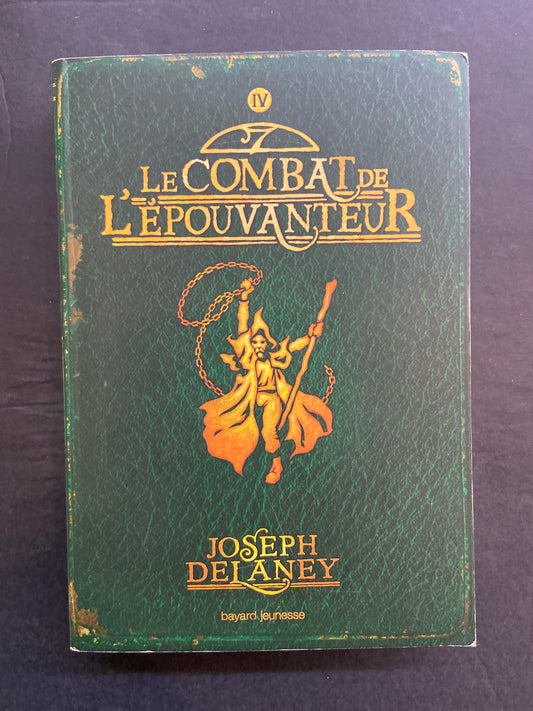 IV
LE COMBAT DE
L'ÉPOUVANTEUR
JOSEPH
DELANEY
bayard jeunesse